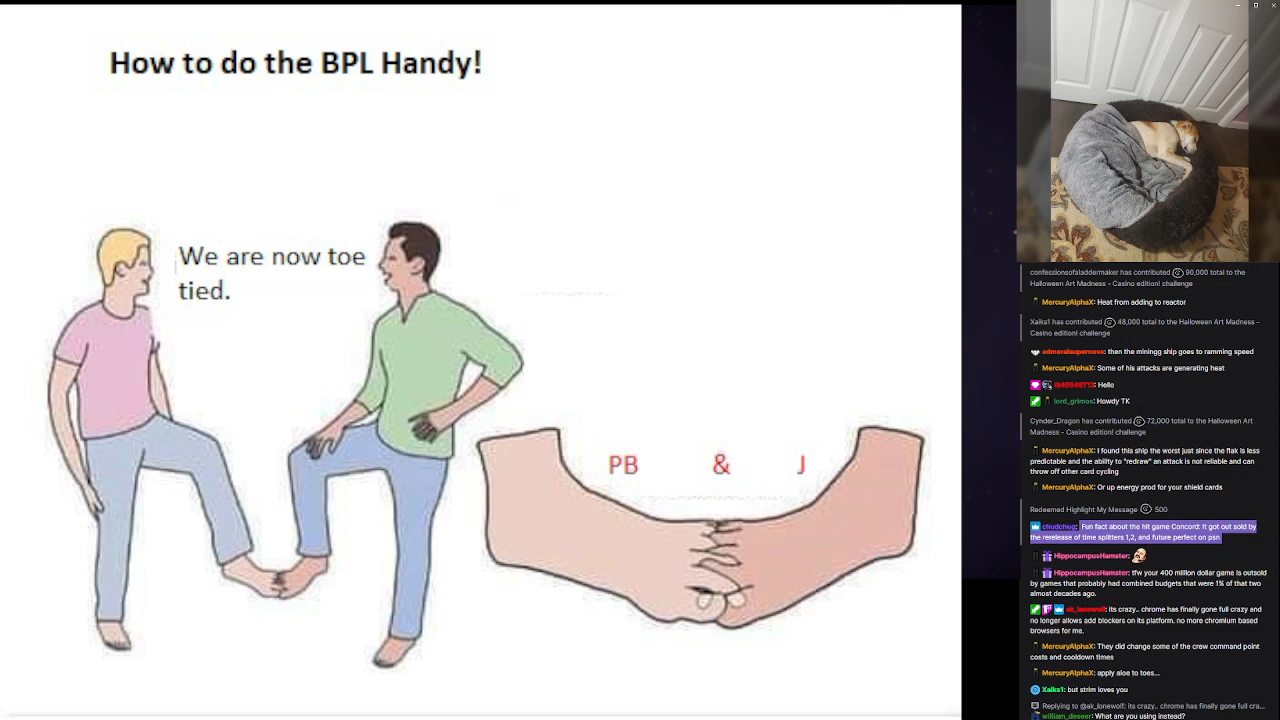 How to do the BPL Handy!
We are now toe
tied.
PB & J
confessionsofaladdermaker has contributed 90,000 total to the
Halloween Art Madness - Casino edition! challenge
MercuryAlphaX: Heat from adding to reactor
Xaiks1 has contributed 48,000 total to the Halloween Art Madness -
Casino edition! challenge
admeralsupernova: then the miningg ship goes to ramming speed
MercuryAlphaX: Some of his attacks are generating heat
: Hello
lord_grimos: Howdy TK
Cynder_Dragon has contributed 72,000 total to the Halloween Art
Madness - Casino edition! challenge
MercuryAlphaX: I found this ship the worst just since the flak is less
predictable and the ability to "redraw" an attack is not reliable and can
throw off other card cycling
MercuryAlphaX: Or up energy prod for your shield cards
Redeemed Highlight My Message 500
chudchug: Fun fact about the hit game Concord: It got out sold by
the rerelease of time splitters 1,2, and future perfect on psn
HippocampusHamster:
HippocampusHamster: tfw your 400 million dollar game is outsold
by games that probably had combined budgets that were 1% of that two
almost decades ago.
ak_lonewolf: its crazy.. chrome has finally gone full crazy and
no longer allows add blockers on its platform. no more chromium based
browsers for me.
MercuryAlphaX: They did change some of the crew command point
costs and cooldown times
MercuryAlphaX: apply aloe to toes...
Xaiks1: but strim loves you
Replying to @ak_lonewolf: its crazy.. chrome has finally gone full cra...
william_deseer: What are you using instead?